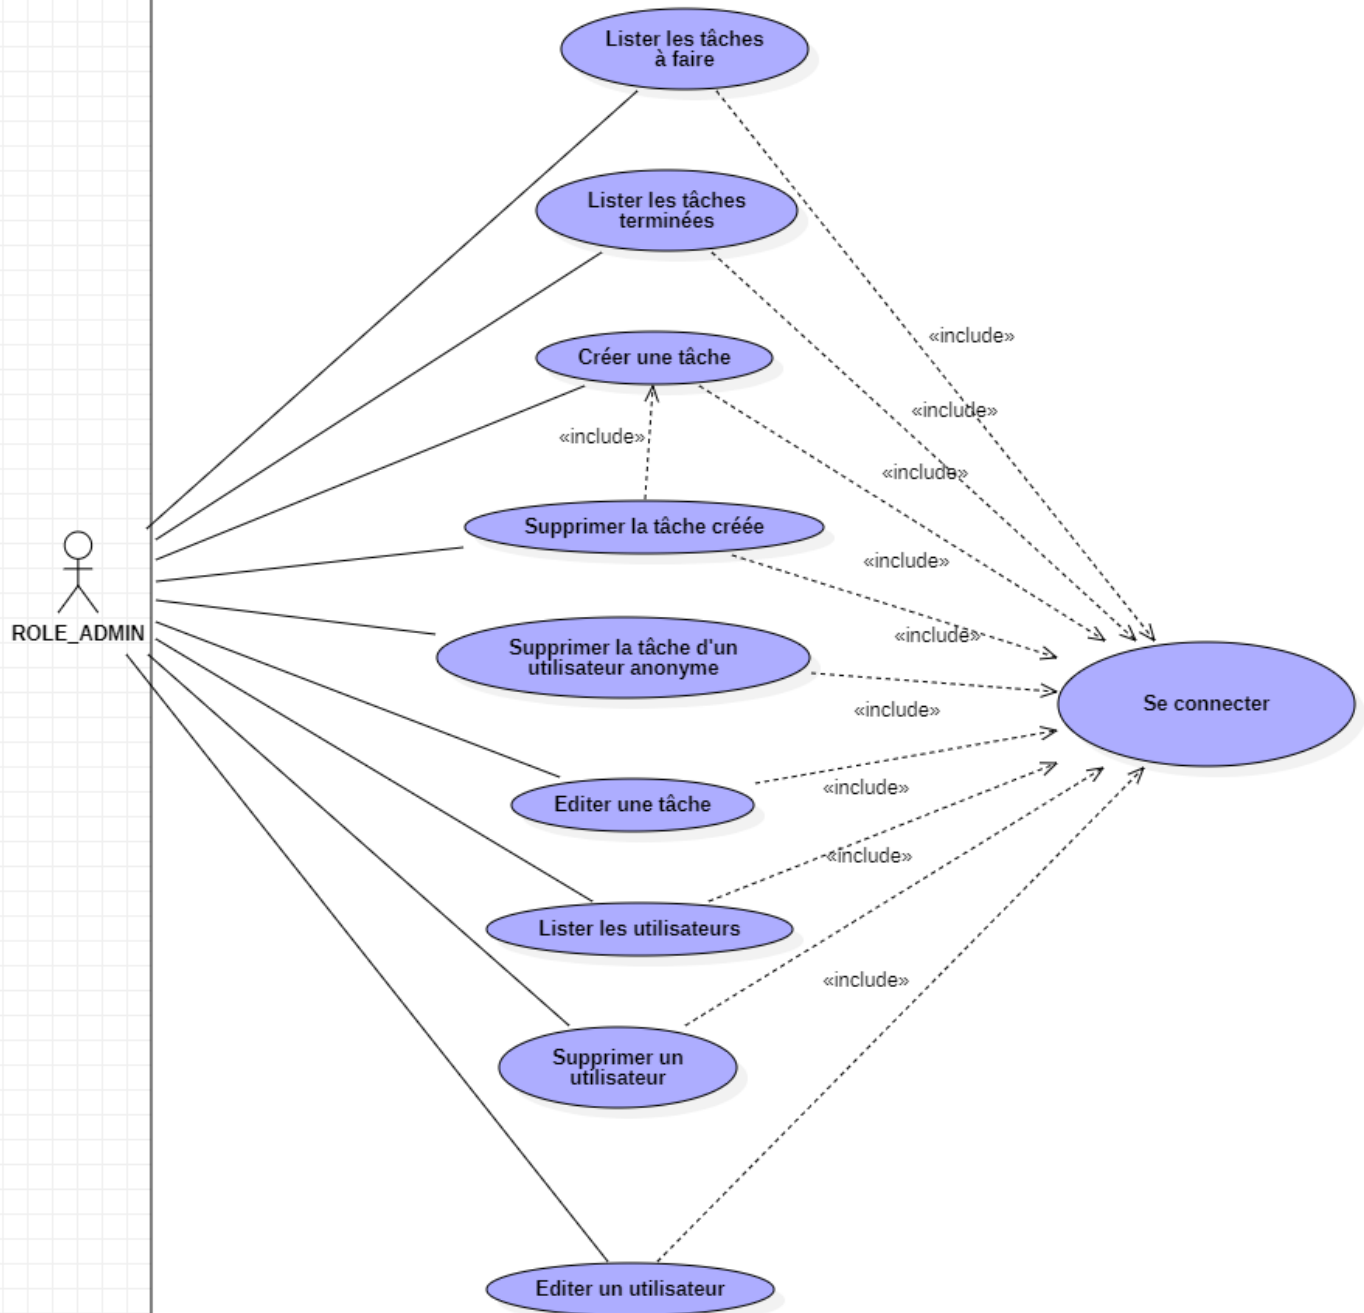 Lister les tâches
à faire
Lister les tâches
terminées
«include»
Créer une tâche
«include»
«include»
«include»
Supprimer la tâche créée
«include»
ROLE_ADMIN
«include»
Supprimer la tâche d'un
utilisateur anonyme
Se connecter
«include»
Editer une tâche
«include»
«include»
Lister les utilisateurs
«include»
Supprimer un
utilisateur
Editer un utilisateur